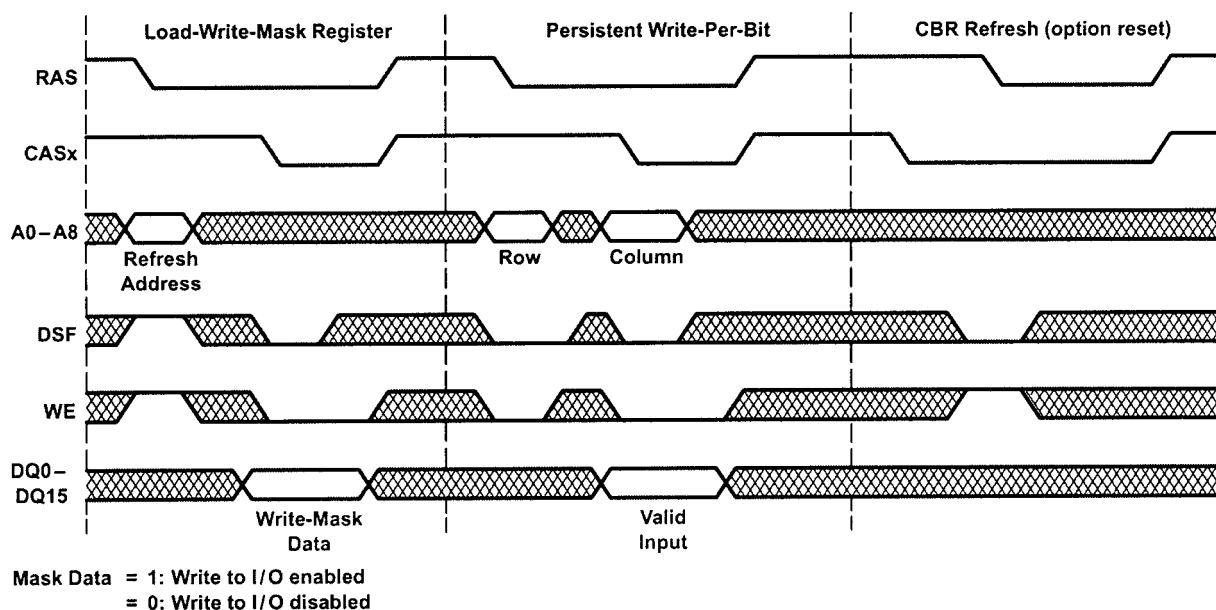 Load-Write-Mask Register
Persistent Write-Per-Bit
CBR Refresh (option reset)
RAS
CASx
A0–A8
Refresh
Address
Row
Column
DSF
WE
DQ0–
DQ15
Write-Mask
Data
Valid
Input
Mask Data = 1: Write to I/O enabled
= 0: Write to I/O disabled